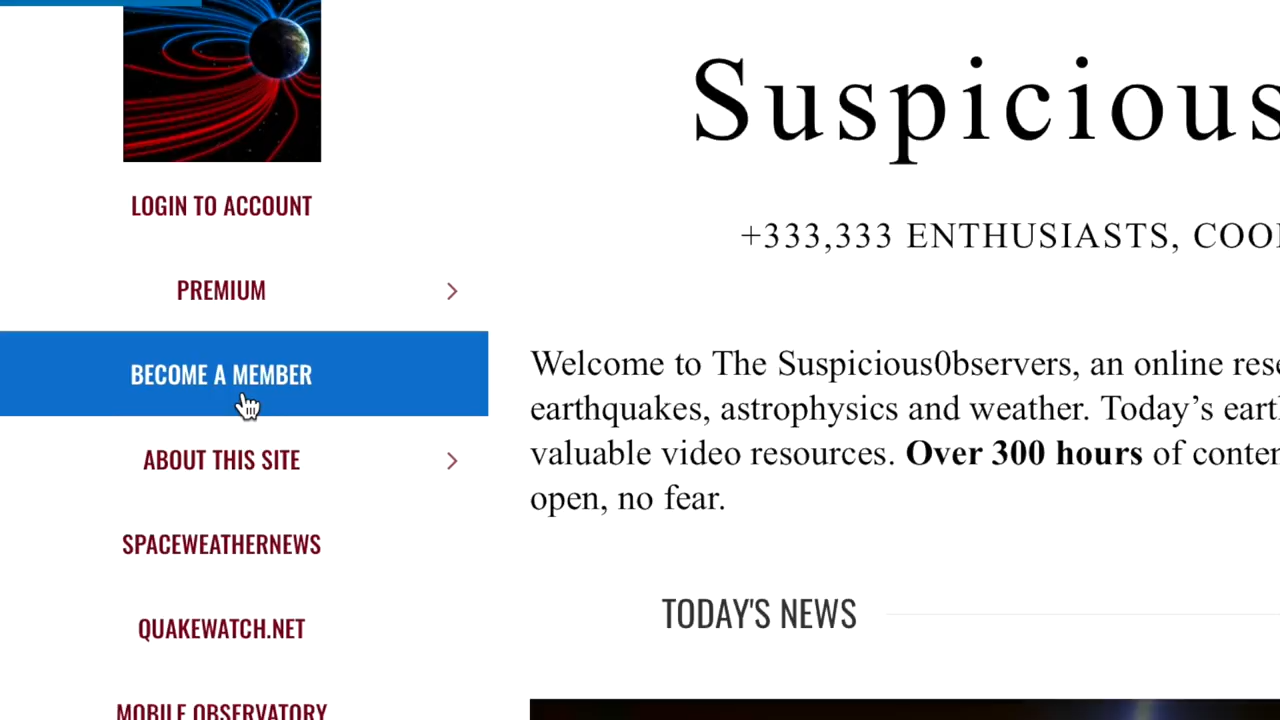 LOGIN TO ACCOUNT
PREMIUM
BECOME A MEMBER
ABOUT THIS SITE
SPACEWEATHERNEWS
QUAKEWATCH.NET
MOBILE OBSERVATORY
Suspicious
+333,333 ENTHUSIASTS,
Welcome to The Suspicious0bservers, an online
earthquakes, astrophysics and weather. Today’s
valuable video resources. Over 300 hours of
open, no fear.
TODAY'S NEWS